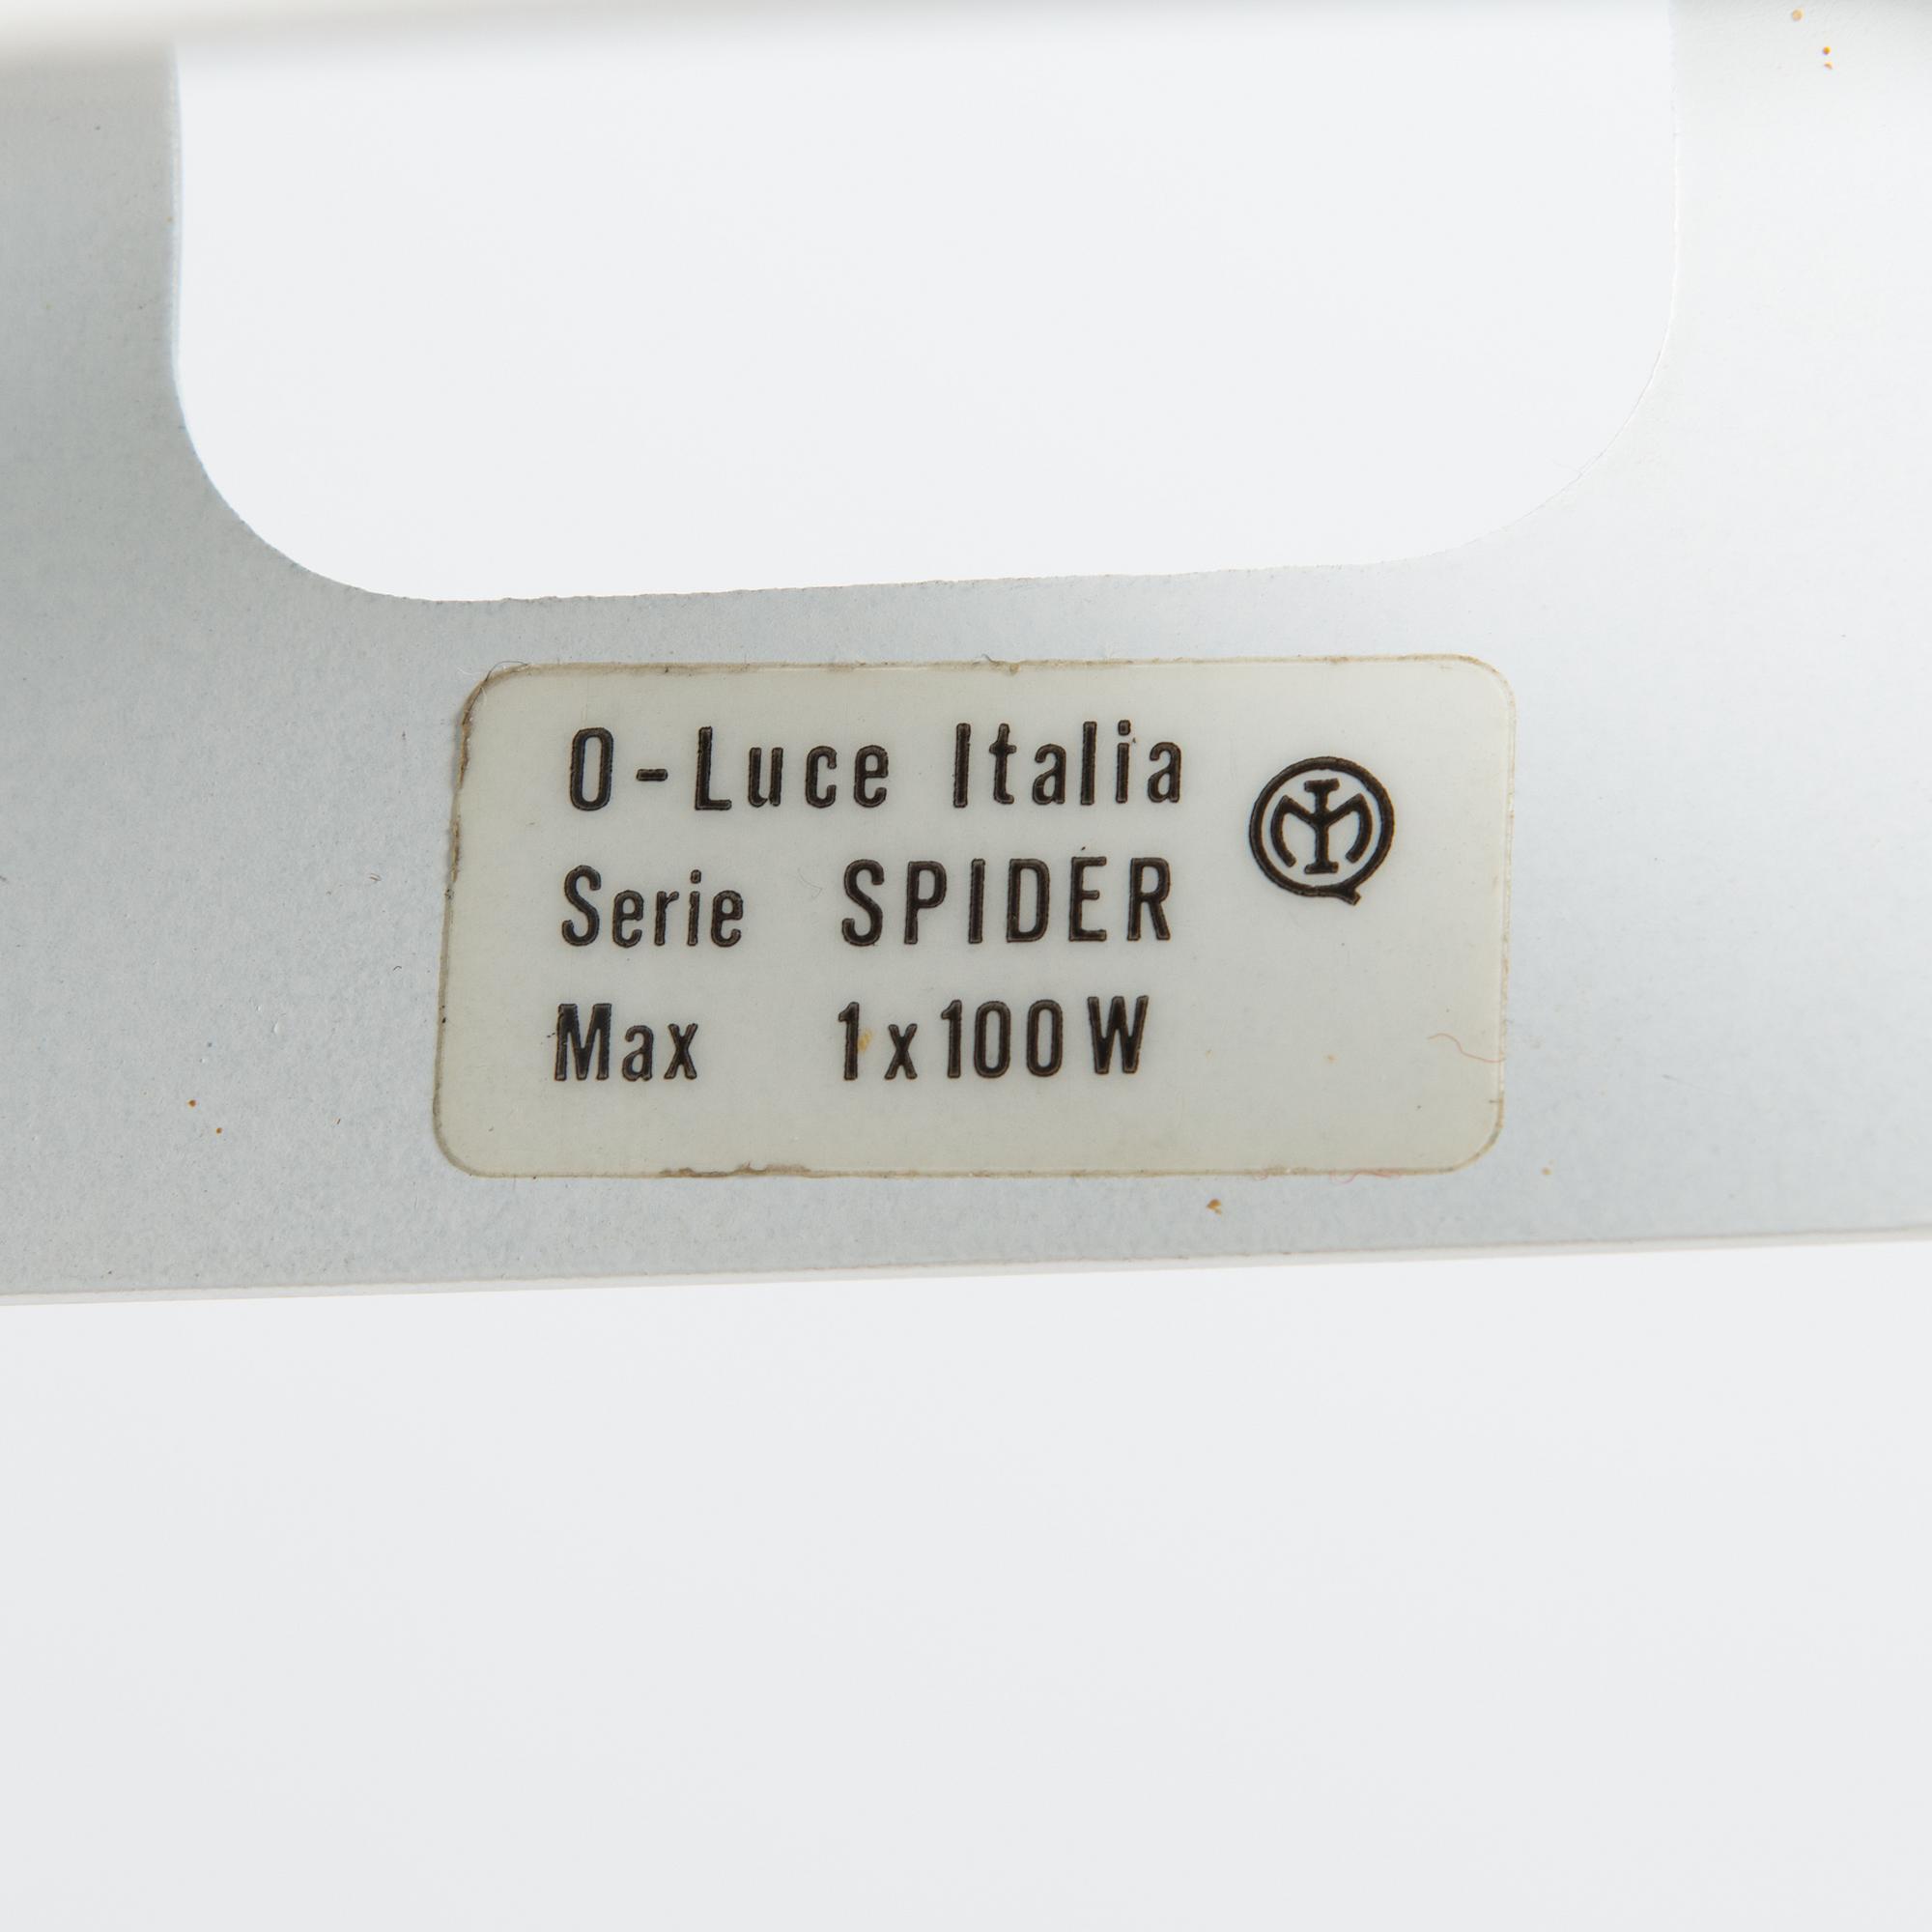 O-Luce Italia
Serie SPIDER
Max 1x100W